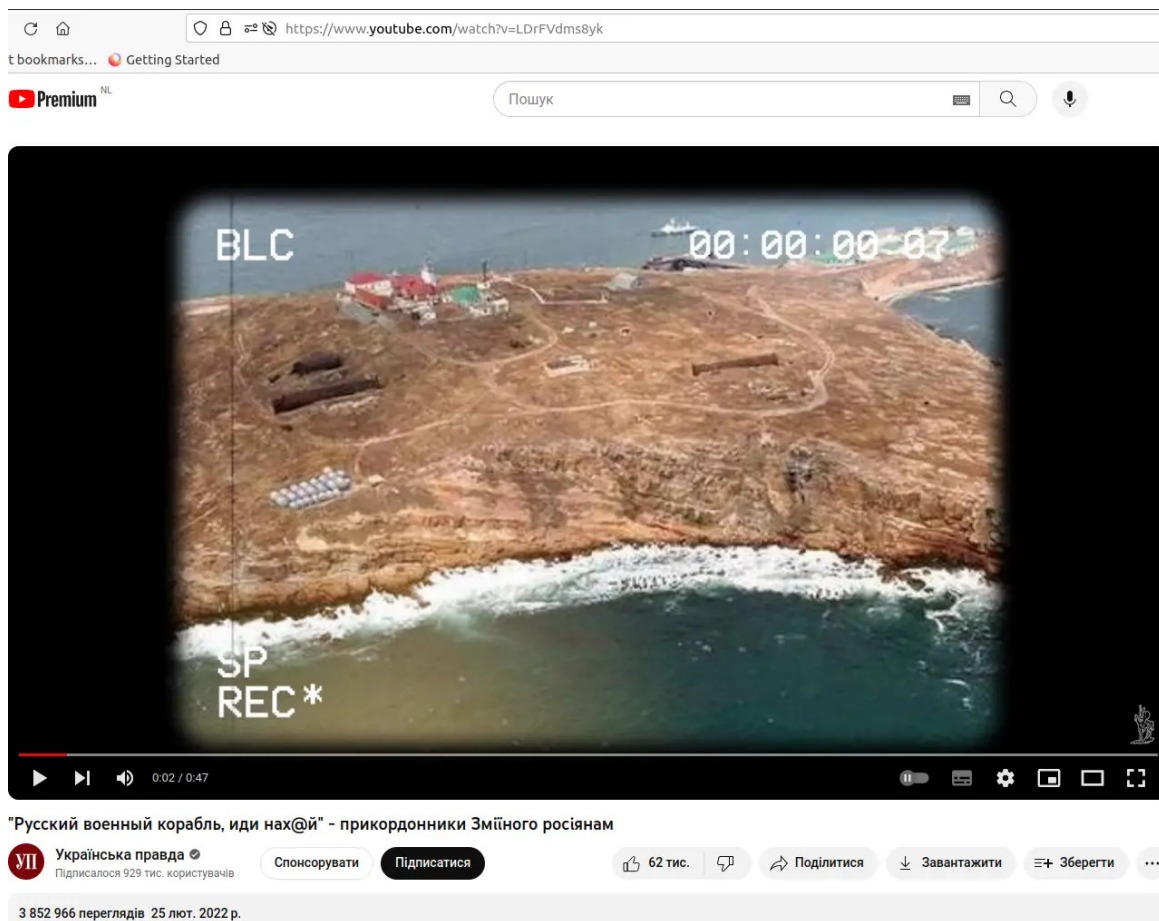 https://www.youtube.com/watch?v=LDrFVdms8yk
t bookmarks... Getting Started
Premium NL
Пошук
BLC 00:00:00:07
SP
REC*
0:02 / 0:47
"Русский военный корабль, иди нах@й" - прикордонники Зміїного росіянам
УП
Українська правда
Підписалося 929 тис. користувачів
Спонсорувати Підписатися 62 тис. Поділитися Завантажити Зберегти ...
3 852 966 переглядів 25 лют. 2022 р.